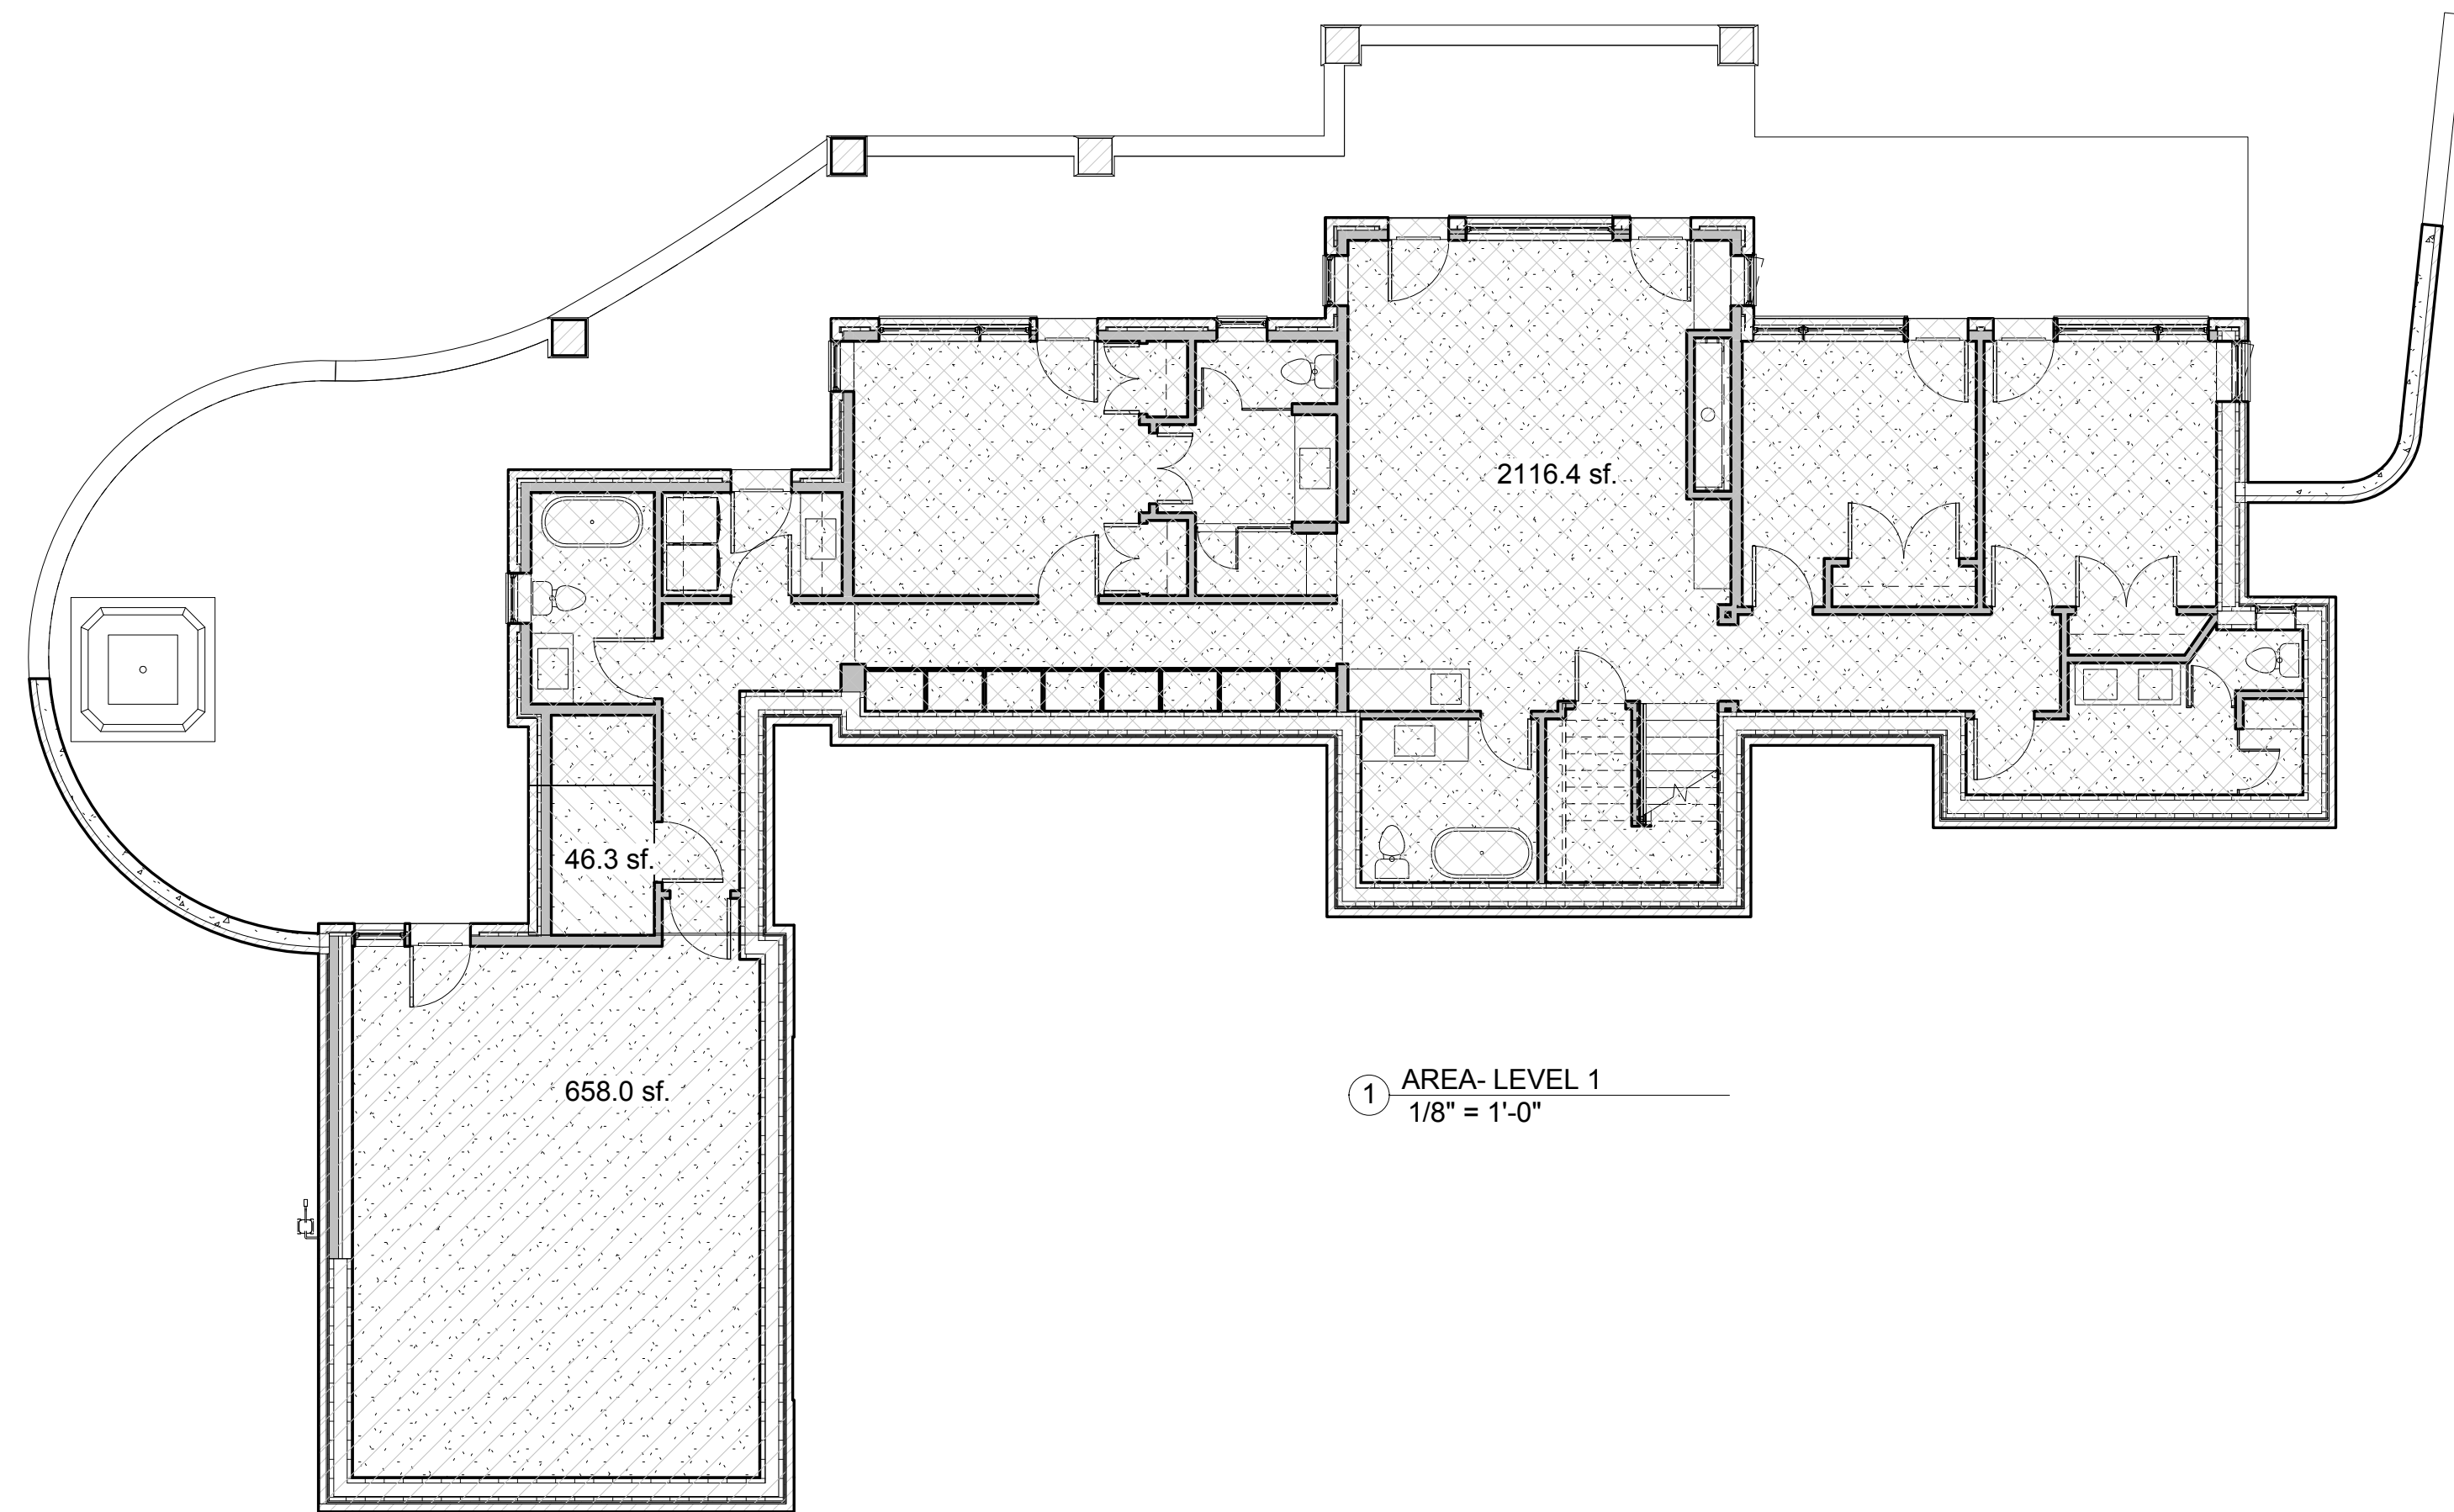 2116.4 sf.
46.3 sf.
658.0 sf.
1 AREA- LEVEL 1
1/8" = 1'-0"